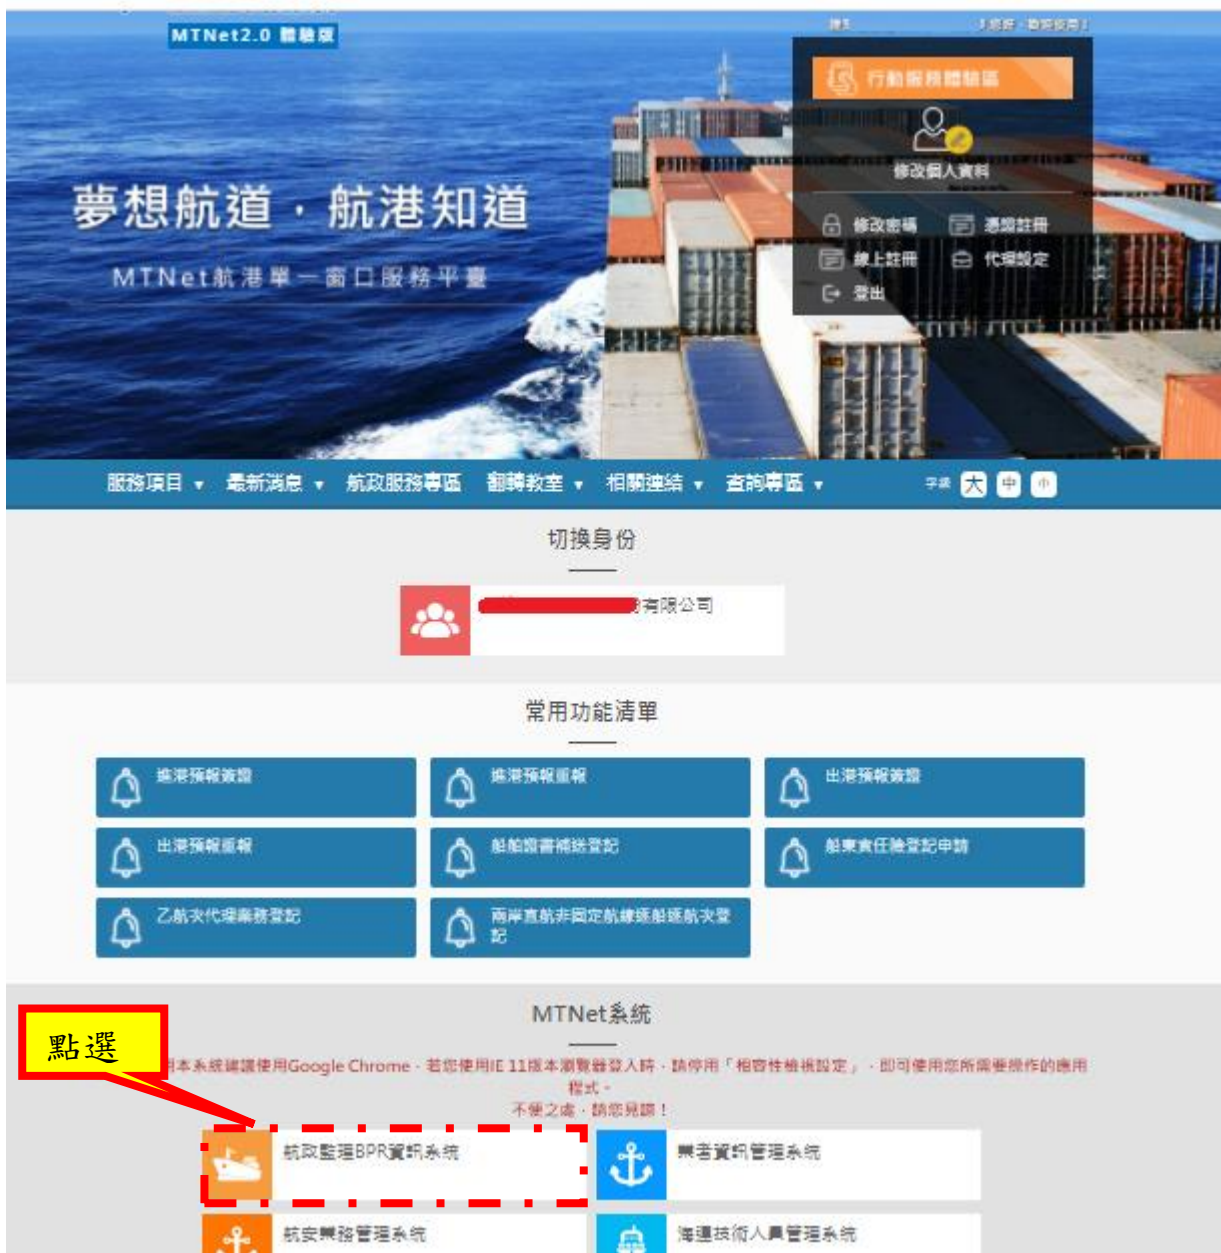 MTNet2.0 體驗版
您好，歡迎使用！
行動服務體驗區
修改個人資料
夢想航道．航港知道
修改密碼 憑證註冊
MTNet航港單一窗口服務平臺
線上註冊 代理設定
登出
服務項目 ▼ 最新消息 ▼ 航政服務專區 翻轉教室 ▼ 相關連結 ▼ 查詢專區 ▼ 字級 大 中 小
切換身份
有限公司
常用功能清單
進港預報簽證 進港預報重報 出港預報簽證
出港預報重報 船舶證書補送登記 船東責任險登記申請
乙航次代理業務登記 兩岸直航非固定航線逐船逐航次登
記
MTNet系統
點選
本系統建議使用Google Chrome，若您使用IE 11版本瀏覽器登入時，請停用「相容性檢視設定」，即可使用您所需要操作的應用
程式。
不便之處，請您見諒！
航政監理BPR資訊系統 業者資訊管理系統
航安業務管理系統 海運技術人員管理系統